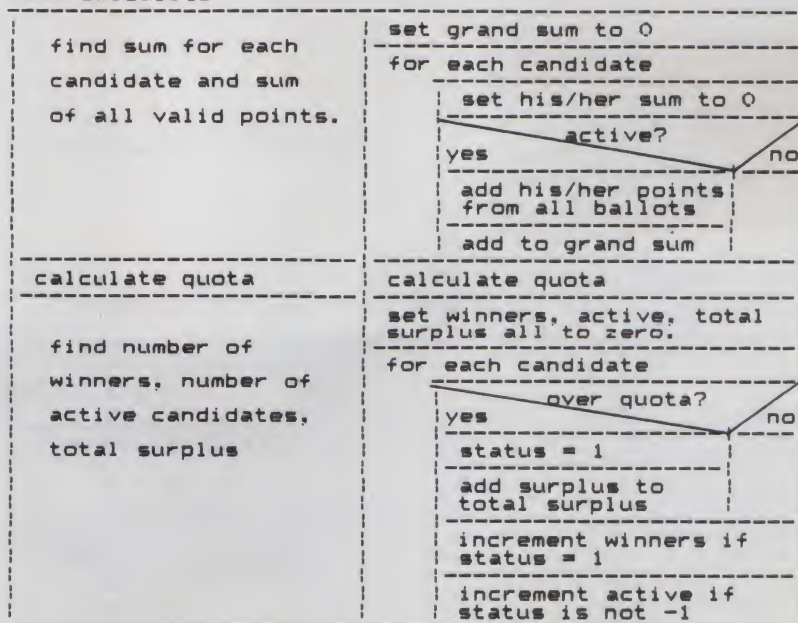 find sum for each
candidate and sum
of all valid points.
set grand sum to 0
for each candidate
set his/her sum to 0
active?
yes
no
add his/her points
from all ballots
add to grand sum
calculate quota
calculate quota
find number of
winners, number of
active candidates,
total surplus
set winners, active, total
surplus all to zero.
for each candidate
over quota?
yes
no
status = 1
add surplus to
total surplus
increment winners if
status = 1
increment active if
status is not -1